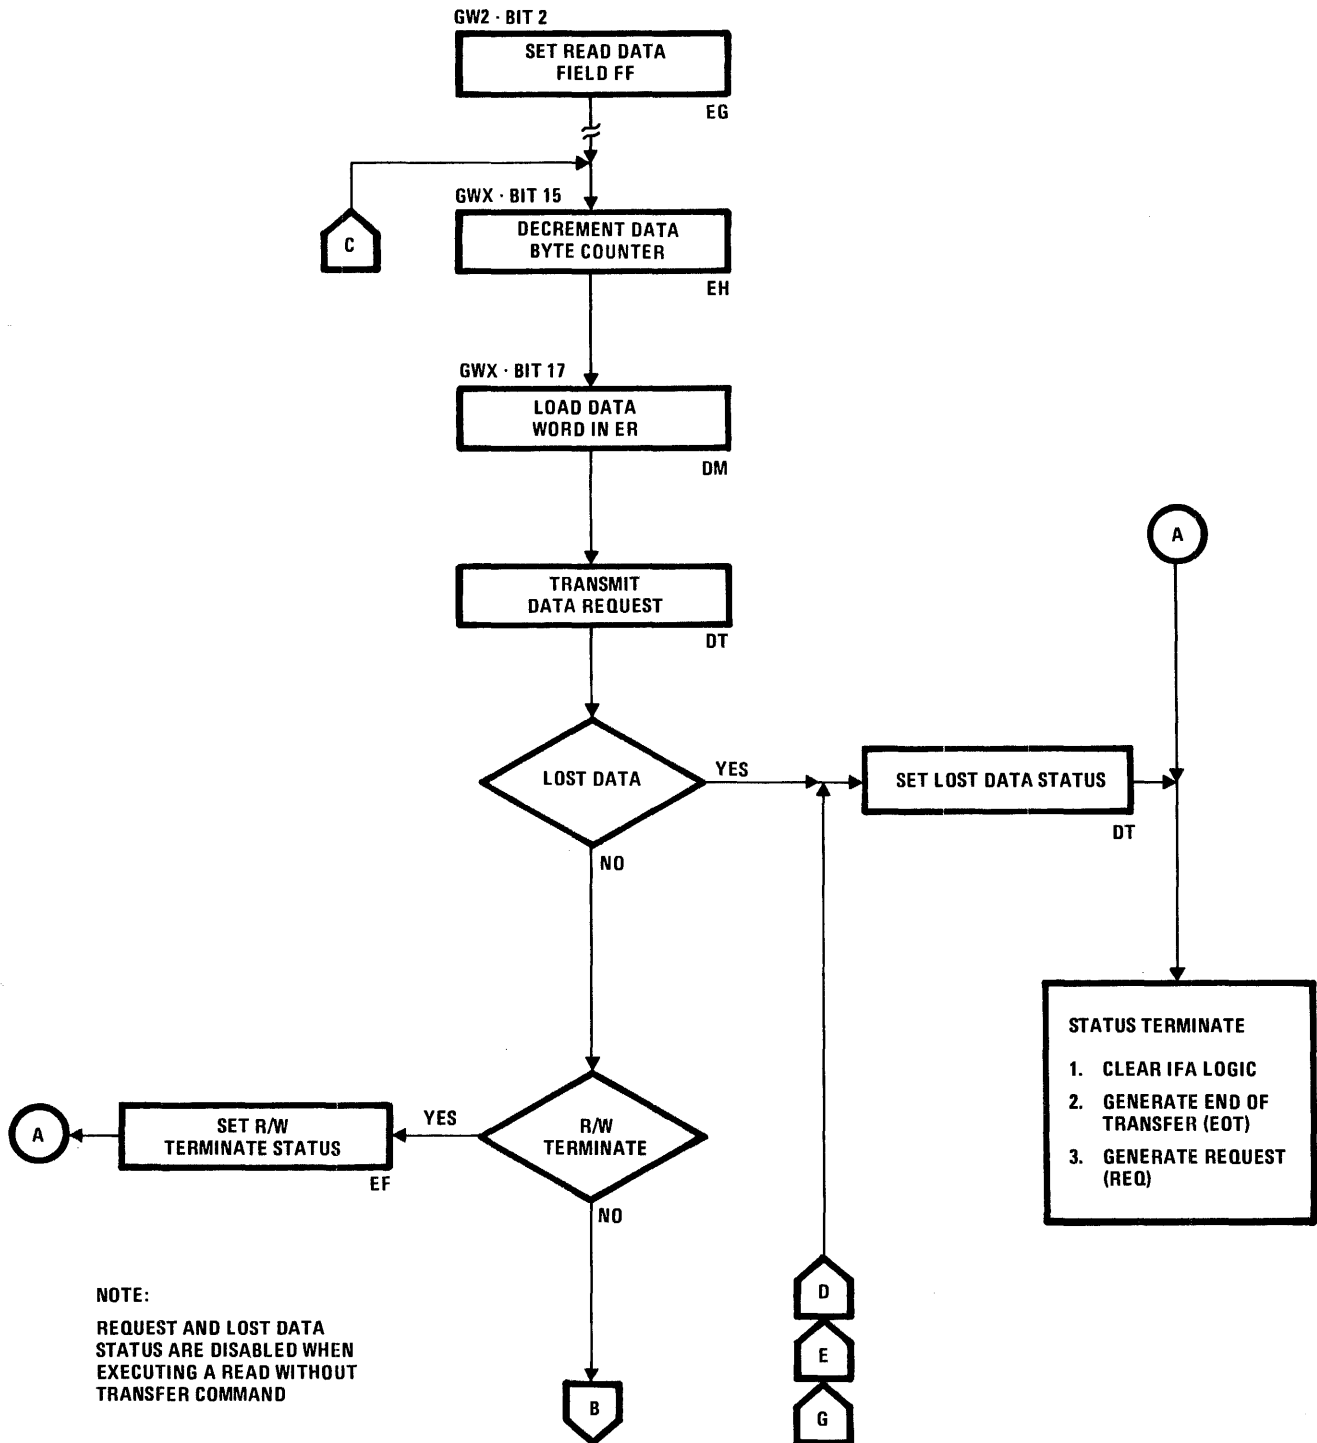 GW2 · BIT 2
SET READ DATA
FIELD FF
EG
GWX · BIT 15
C
DECREMENT DATA
BYTE COUNTER
EH
GWX · BIT 17
LOAD DATA
WORD IN ER
DM
A
TRANSMIT
DATA REQUEST
DT
LOST DATA
YES
SET LOST DATA STATUS
DT
NO
STATUS TERMINATE
1. CLEAR IFA LOGIC
2. GENERATE END OF
TRANSFER (EOT)
3. GENERATE REQUEST
(REQ)
A
SET R/W
TERMINATE STATUS
EF
YES
R/W
TERMINATE
NO
NOTE:
REQUEST AND LOST DATA
STATUS ARE DISABLED WHEN
EXECUTING A READ WITHOUT
TRANSFER COMMAND
B
D
E
G